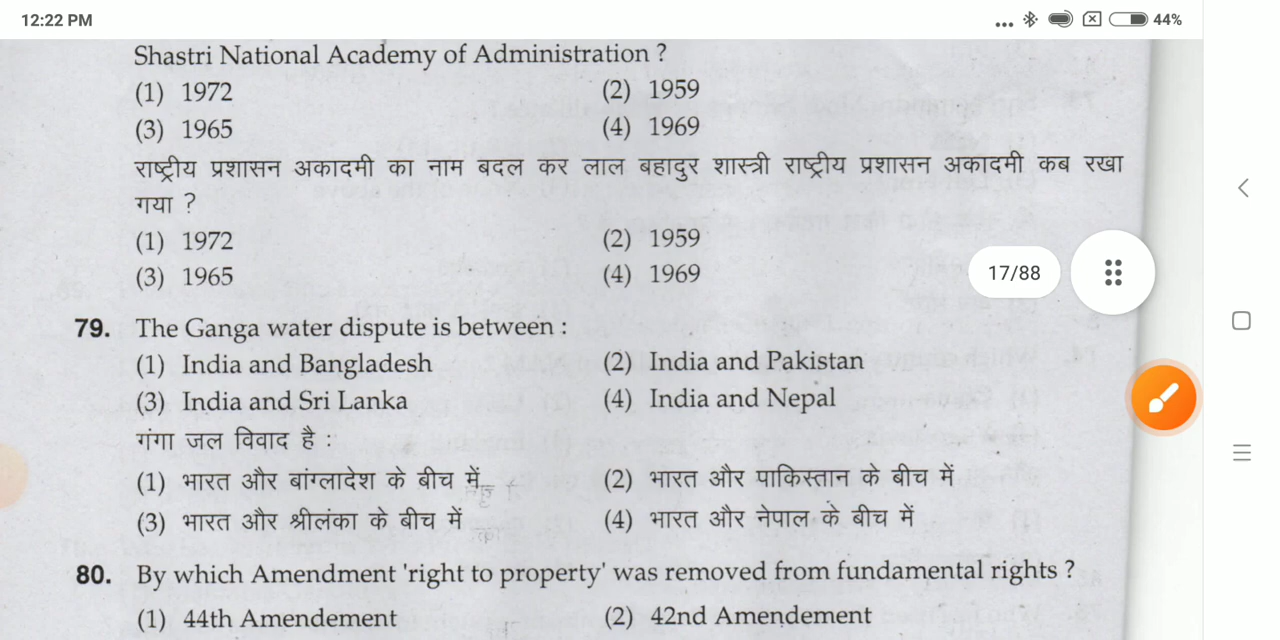 12:22 PM
44%
Shastri National Academy of Administration ?
(1) 1972 (2) 1959
(3) 1965 (4) 1969
राष्ट्रीय प्रशासन अकादमी का नाम बदल कर लाल बहादुर शास्त्री राष्ट्रीय प्रशासन अकादमी कब रखा
गया ?
(1) 1972 (2) 1959
(3) 1965 (4) 1969
17/88
79. The Ganga water dispute is between :
(1) India and Bangladesh (2) India and Pakistan
(3) India and Sri Lanka (4) India and Nepal
गंगा जल विवाद है :
(1) भारत और बांग्लादेश के बीच में (2) भारत और पाकिस्तान के बीच में
(3) भारत और श्रीलंका के बीच में (4) भारत और नेपाल के बीच में
80. By which Amendment 'right to property' was removed from fundamental rights ?
(1) 44th Amendement (2) 42nd Amendement